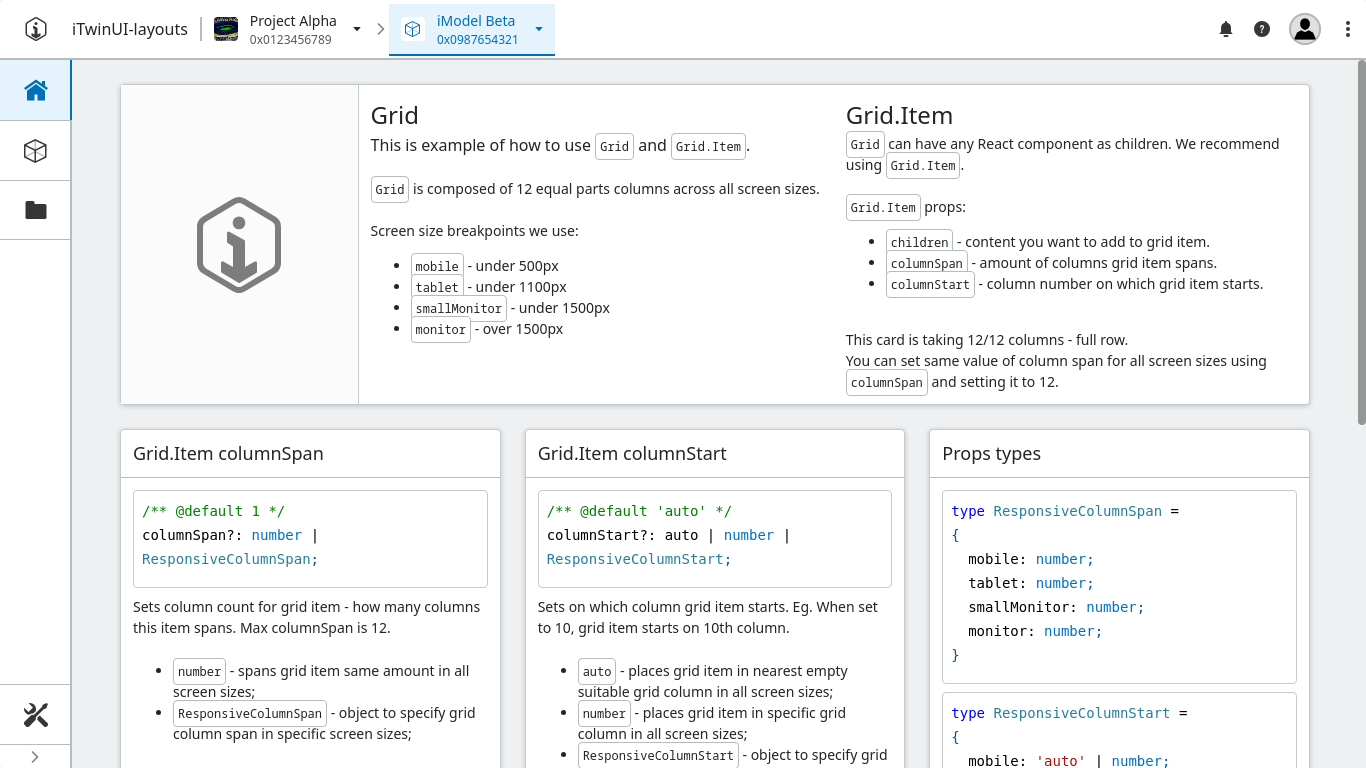 iTwinUI-layouts
Project Alpha
0x0123456789
iModel Beta
0x0987654321
Grid
This is example of how to use Grid and Grid.Item.
Grid is composed of 12 equal parts columns across all screen sizes.
Screen size breakpoints we use:
mobile - under 500px
tablet - under 1100px
smallMonitor - under 1500px
monitor - over 1500px
Grid.Item
Grid can have any React component as children. We recommend
using Grid.Item.
Grid.Item props:
children - content you want to add to grid item.
columnSpan - amount of columns grid item spans.
columnStart - column number on which grid item starts.
This card is taking 12/12 columns - full row.
You can set same value of column span for all screen sizes using
columnSpan and setting it to 12.
Grid.Item columnSpan
/** @default 1 */
columnSpan?: number |
ResponsiveColumnSpan;
Sets column count for grid item - how many columns
this item spans. Max columnSpan is 12.
number - spans grid item same amount in all
screen sizes;
ResponsiveColumnSpan - object to specify grid
column span in specific screen sizes;
Grid.Item columnStart
/** @default 'auto' */
columnStart?: auto | number |
ResponsiveColumnStart;
Sets on which column grid item starts. Eg. When set
to 10, grid item starts on 10th column.
auto - places grid item in nearest empty
suitable grid column in all screen sizes;
number - places grid item in specific grid
column in all screen sizes;
ResponsiveColumnStart - object to specify grid
Props types
type ResponsiveColumnSpan =
{
mobile: number;
tablet: number;
smallMonitor: number;
monitor: number;
}
type ResponsiveColumnStart =
{
mobile: 'auto' | number;